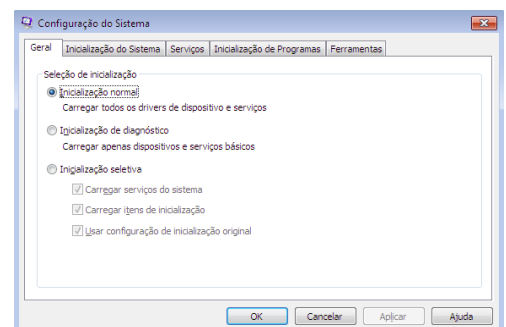 Configuração do Sistema
Geral Inicialização do Sistema Serviços Inicialização de Programas Ferramentas
Seleção de inicialização
Inicialização normal
Carregar todos os drivers de dispositivo e serviços
Inicialização de diagnóstico
Carregar apenas dispositivos e serviços básicos
Inicialização seletiva
Carregar serviços do sistema
Carregar itens de inicialização
Usar configuração de inicialização original
OK Cancelar Aplicar Ajuda